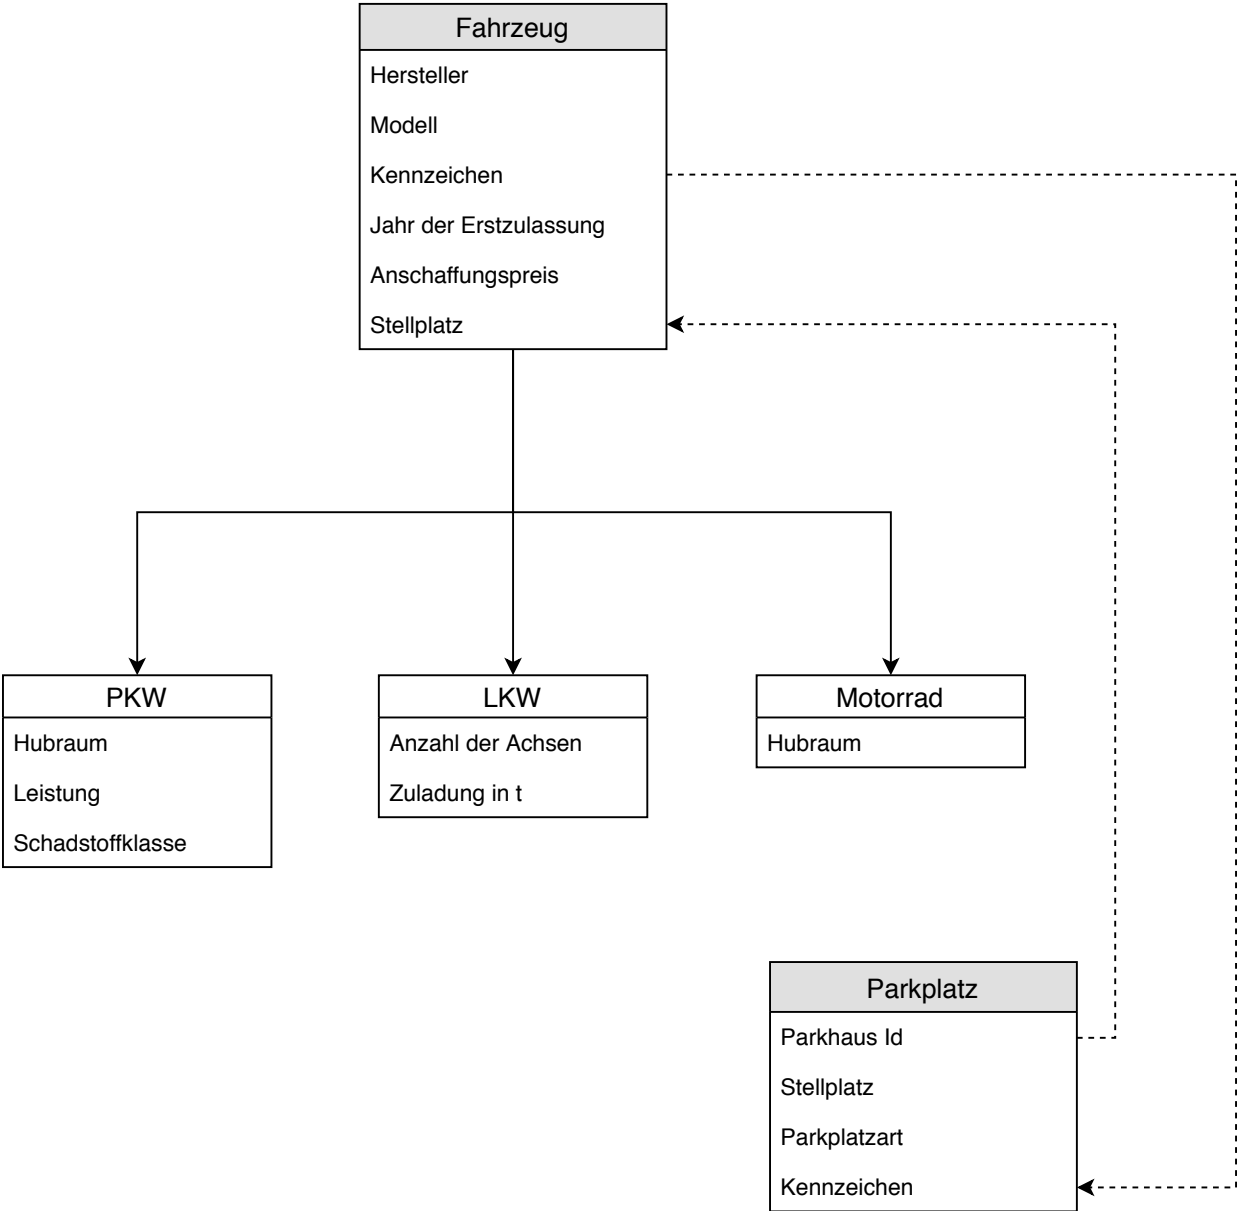 Fahrzeug
Hersteller
Modell
Kennzeichen
Jahr der Erstzulassung
Anschaffungspreis
Stellplatz
PKW
Hubraum
Leistung
Schadstoffklasse
LKW
Anzahl der Achsen
Zuladung in t
Motorrad
Hubraum
Parkplatz
Parkhaus Id
Stellplatz
Parkplatzart
Kennzeichen